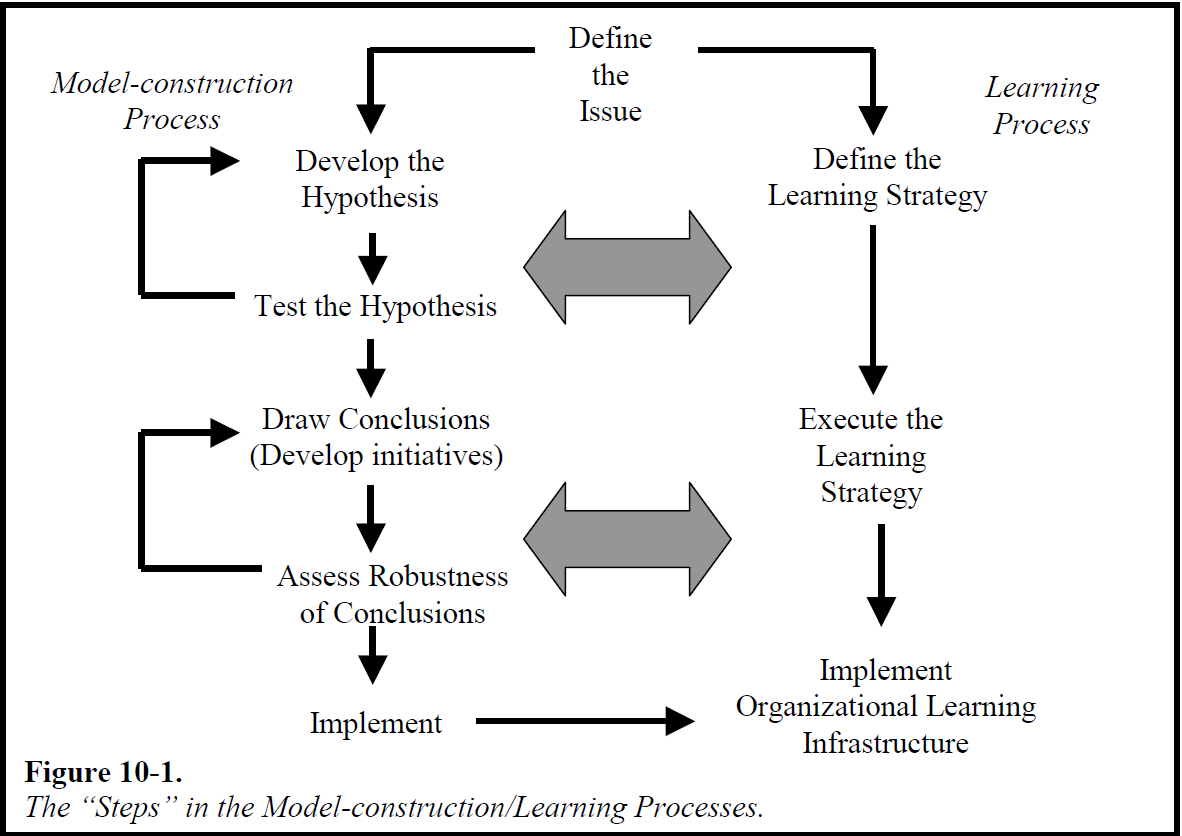 Define
the
Issue
Model-construction
Process
Learning
Process
Develop the
Hypothesis
Define the
Learning Strategy
Test the Hypothesis
Draw Conclusions
(Develop initiatives)
Execute the
Learning
Strategy
Assess Robustness
of Conclusions
Implement
Implement
Organizational Learning
Infrastructure
Figure 10-1.
The “Steps” in the Model-construction/Learning Processes.